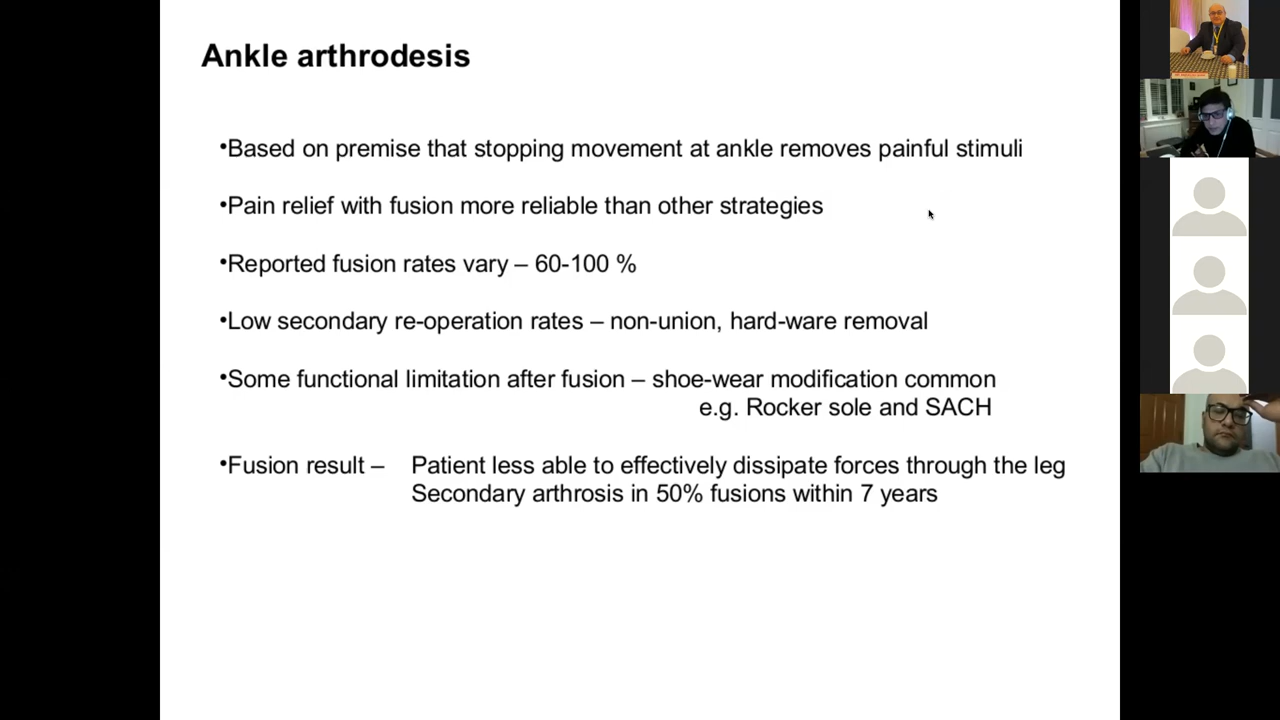 Ankle arthrodesis
•Based on premise that stopping movement at ankle removes painful stimuli
•Pain relief with fusion more reliable than other strategies
•Reported fusion rates vary – 60-100 %
•Low secondary re-operation rates – non-union, hard-ware removal
•Some functional limitation after fusion – shoe-wear modification common
e.g. Rocker sole and SACH
•Fusion result – Patient less able to effectively dissipate forces through the leg
Secondary arthrosis in 50% fusions within 7 years